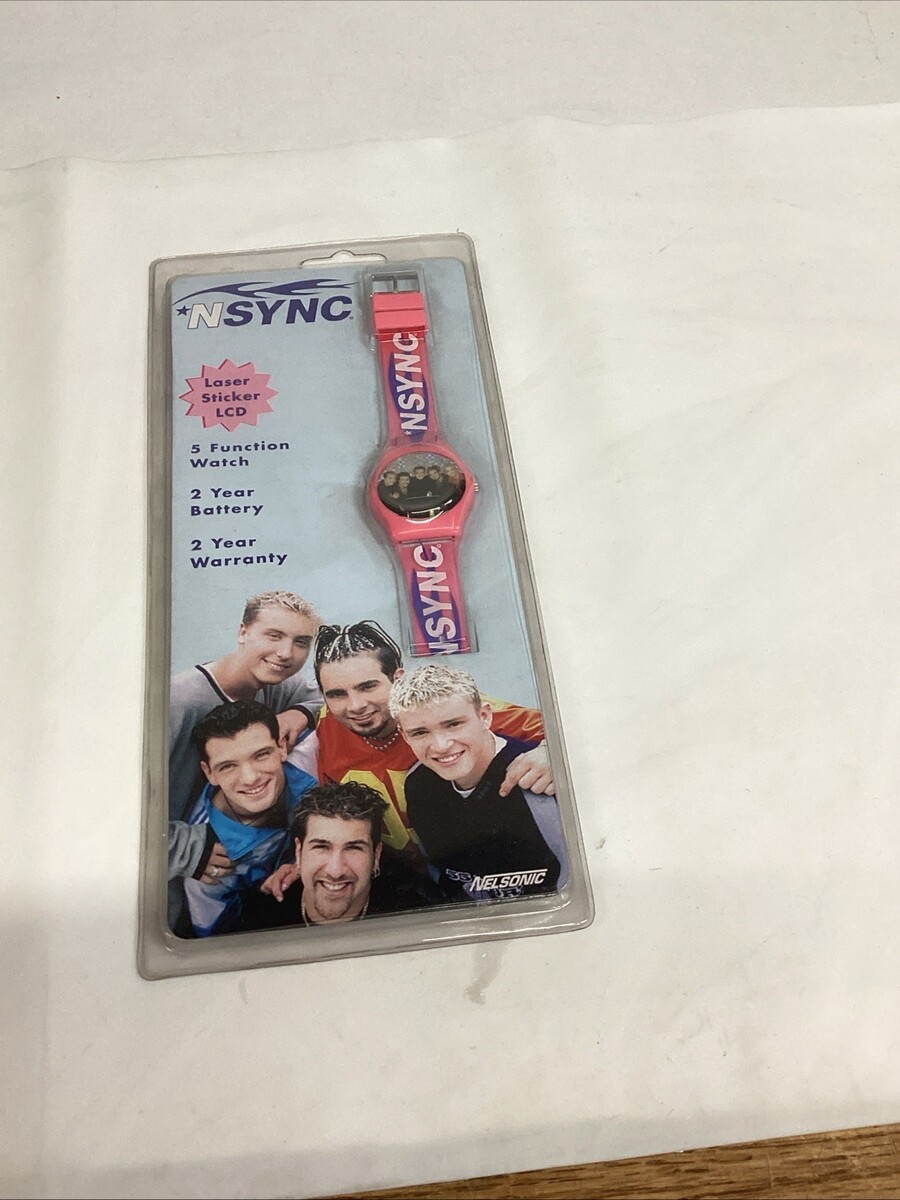 *NSYNC
Laser
Sticker
LCD
5 Function
Watch
2 Year
Battery
2 Year
Warranty
*NSYNC
NSYNC
NELSONIC